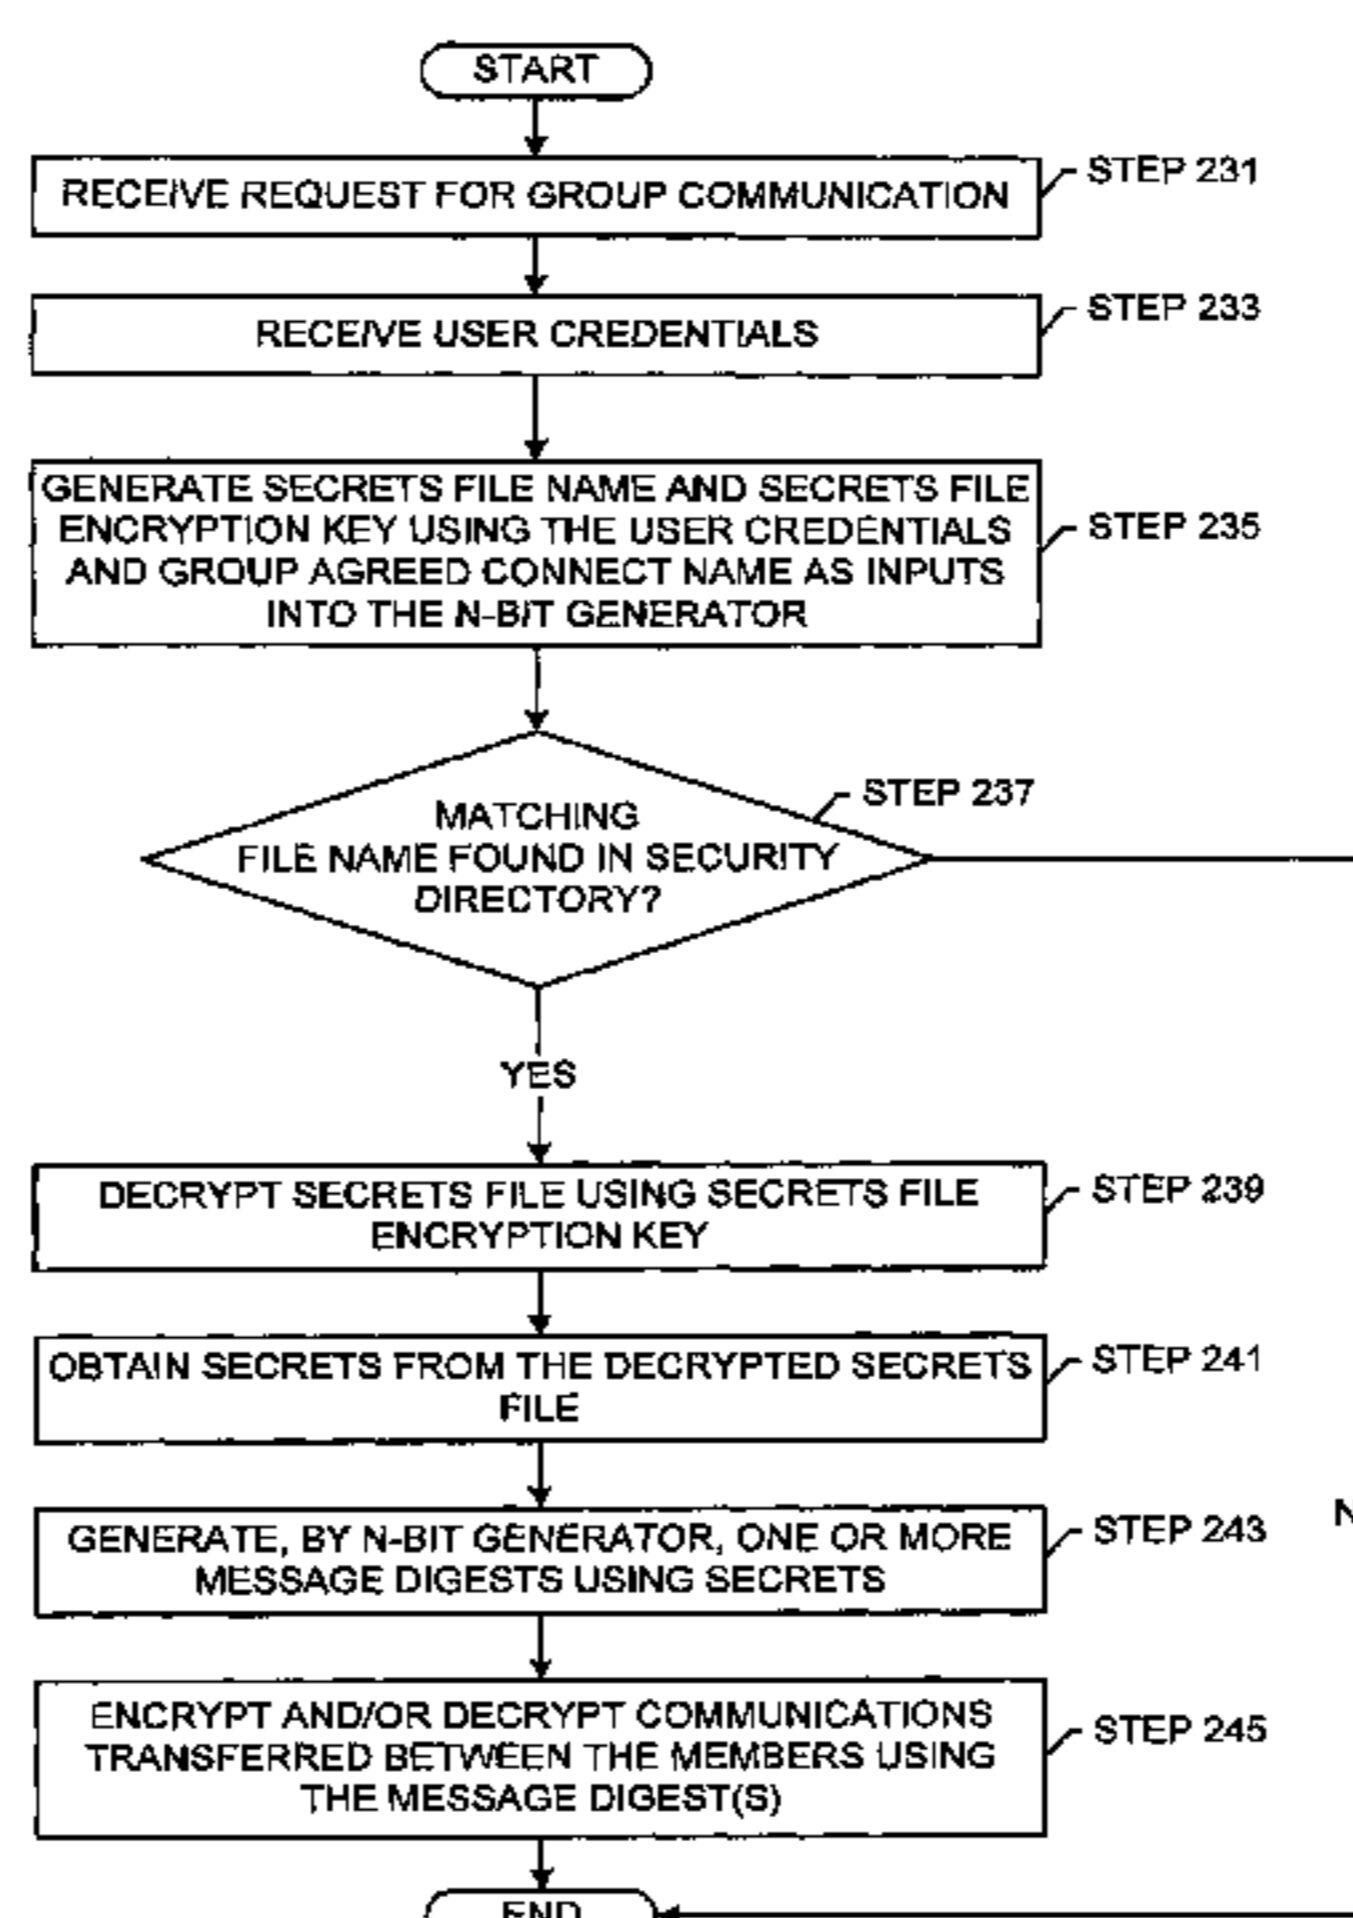 START
RECEIVE REQUEST FOR GROUP COMMUNICATION
STEP 231
RECEIVE USER CREDENTIALS
STEP 233
GENERATE SECRETS FILE NAME AND SECRETS FILE
ENCRYPTION KEY USING THE USER CREDENTIALS
AND GROUP AGREED CONNECT NAME AS INPUTS
INTO THE N-BIT GENERATOR
STEP 235
MATCHING
FILE NAME FOUND IN SECURITY
DIRECTORY?
STEP 237
YES
DECRYPT SECRETS FILE USING SECRETS FILE
ENCRYPTION KEY
STEP 239
OBTAIN SECRETS FROM THE DECRYPTED SECRETS
FILE
STEP 241
GENERATE, BY N-BIT GENERATOR, ONE OR MORE
MESSAGE DIGESTS USING SECRETS
STEP 243
ENCRYPT AND/OR DECRYPT COMMUNICATIONS
TRANSFERRED BETWEEN THE MEMBERS USING
THE MESSAGE DIGEST(S)
STEP 245
END